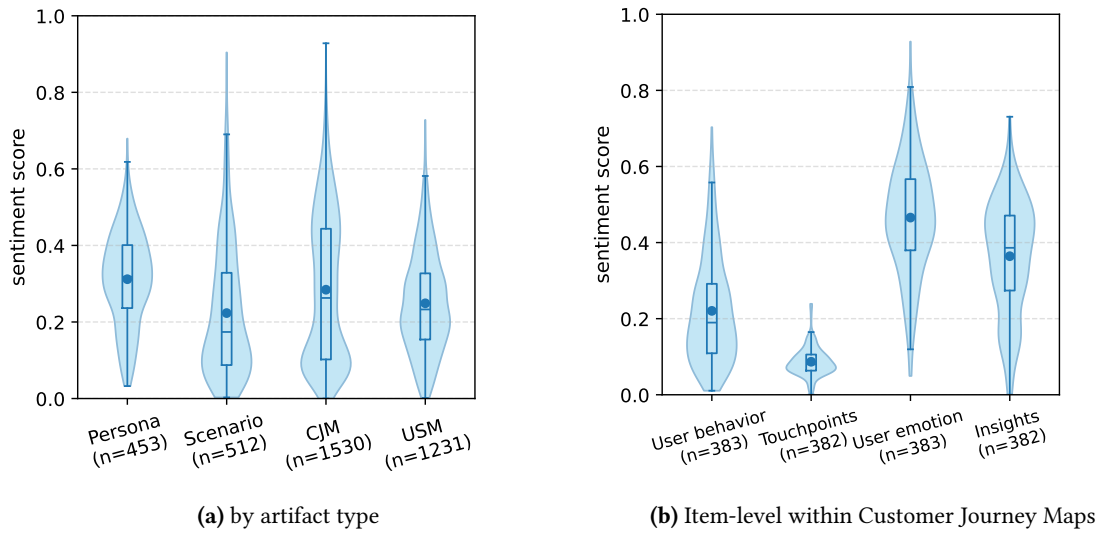 1.0
0.8
0.6
0.4
0.2
0.0
sentiment score
Persona
(n=453)
Scenario
(n=512)
CJM
(n=1530)
USM
(n=1231)
(a) by artifact type
1.0
0.8
0.6
0.4
0.2
0.0
sentiment score
User behavior
(n=383)
Touchpoints
(n=382)
User emotion
(n=383)
Insights
(n=382)
(b) Item-level within Customer Journey Maps